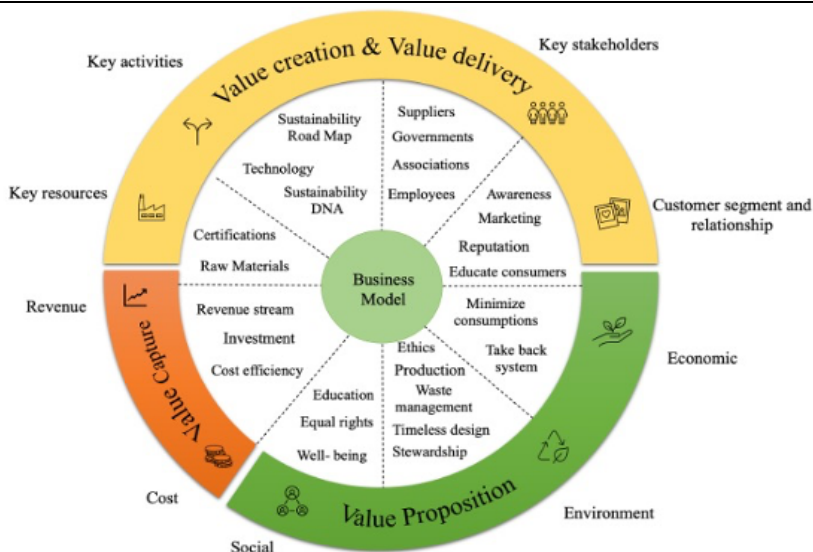 Value creation & Value delivery
Key activities
Key stakeholders
Key resources
Customer segment and
relationship
Sustainability
Road Map
Technology
Sustainability
DNA
Suppliers
Governments
Associations
Employees
Awareness
Marketing
Reputation
Educate consumers
Certifications
Raw Materials
Business
Model
Revenue
Value Capture
Cost
Revenue stream
Investment
Cost efficiency
Minimize
consumptions
Take back
system
Economic
Education
Equal rights
Well- being
Ethics
Production
Waste
management
Timeless design
Stewardship
Value Proposition
Environment
Social